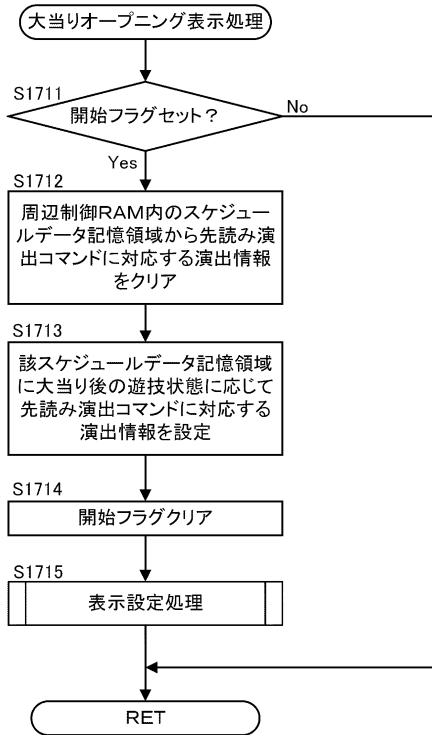 大当りオープニング表示処理
S1711
開始フラグセット？
No
Yes
S1712
周辺制御RAM内のスケジュー
ルデータ記憶領域から先読み演
出コマンドに対応する演出情報
をクリア
S1713
該スケジュールデータ記憶領域
に大当り後の遊技状態に応じて
先読み演出コマンドに対応する
演出情報を設定
S1714
開始フラグクリア
S1715
表示設定処理
RET